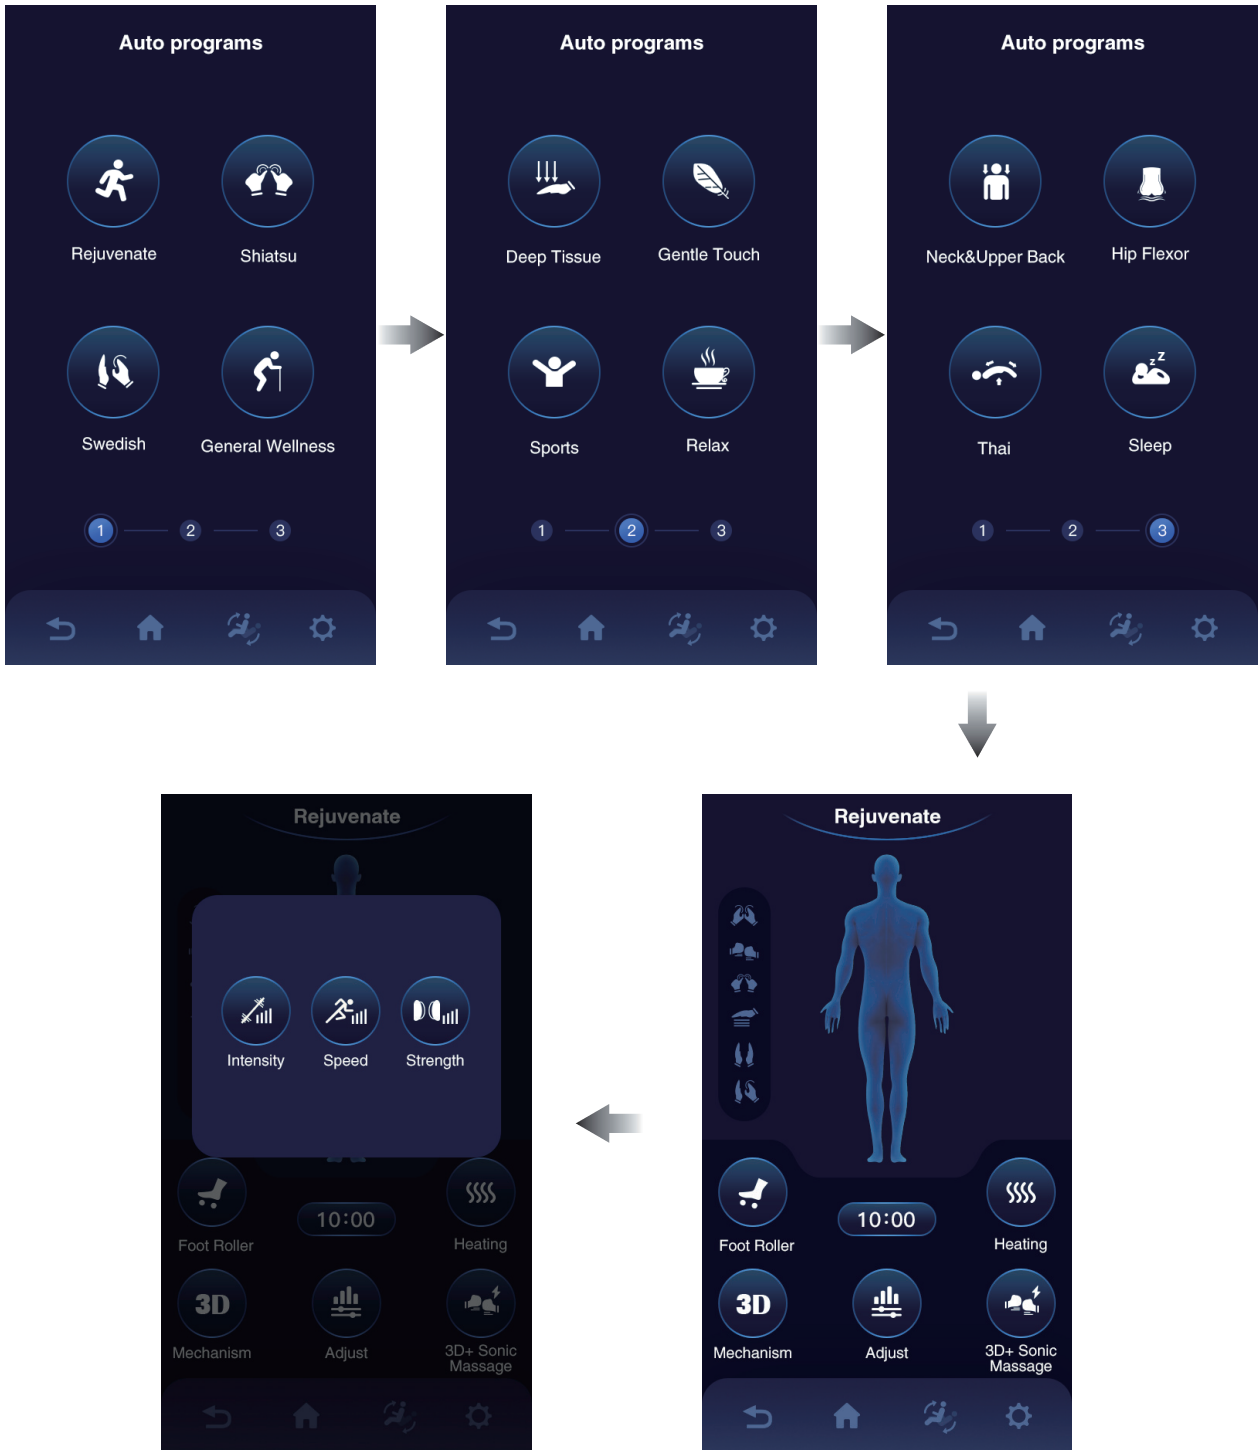 Auto programs
Rejuvenate
Shiatsu
Swedish
General Wellness
1
2
3
Auto programs
Deep Tissue
Gentle Touch
Sports
Relax
1
2
3
Auto programs
Neck&Upper Back
Hip Flexor
Thai
zZ
Sleep
1
2
3
Rejuvenate
Intensity
Speed
Strength
Foot Roller
10:00
Heating
3D
Mechanism
Adjust
3D+ Sonic
Massage
Rejuvenate
Foot Roller
10:00
Heating
3D
Mechanism
Adjust
3D+ Sonic
Massage